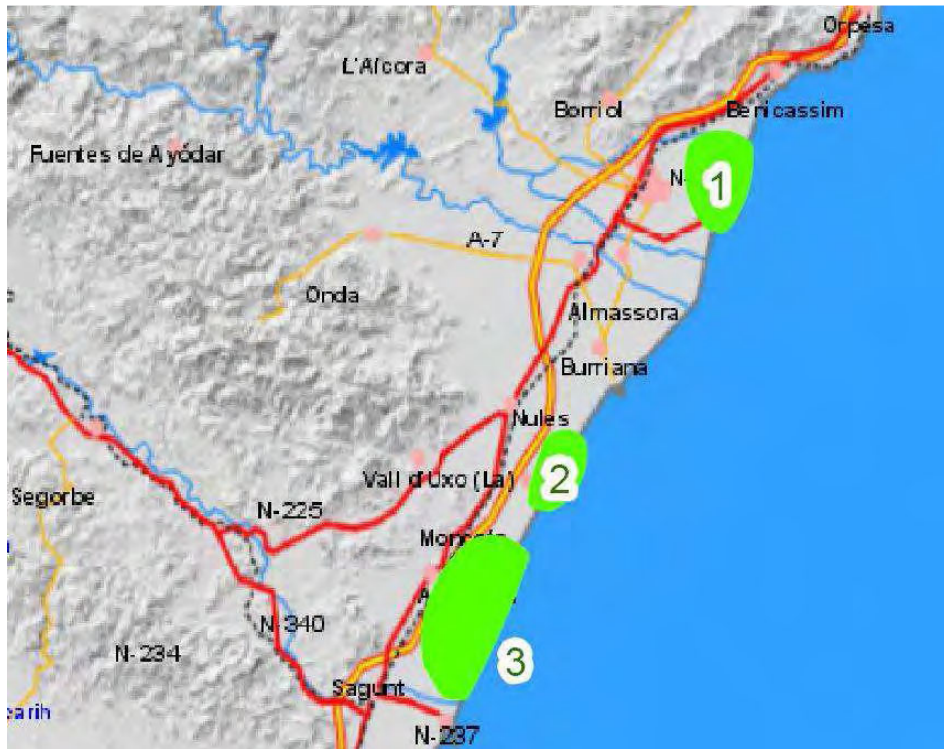 Orpesa
L'Alcora
Borriol
Benicassim
Fuentes de Ayódar
1
N-
A-7
Onda
Almassora
Burriana
Nules
2
Vall d'Uxo (La)
Segorbe
N-225
N-340
3
N-234
Sagunt
N-237